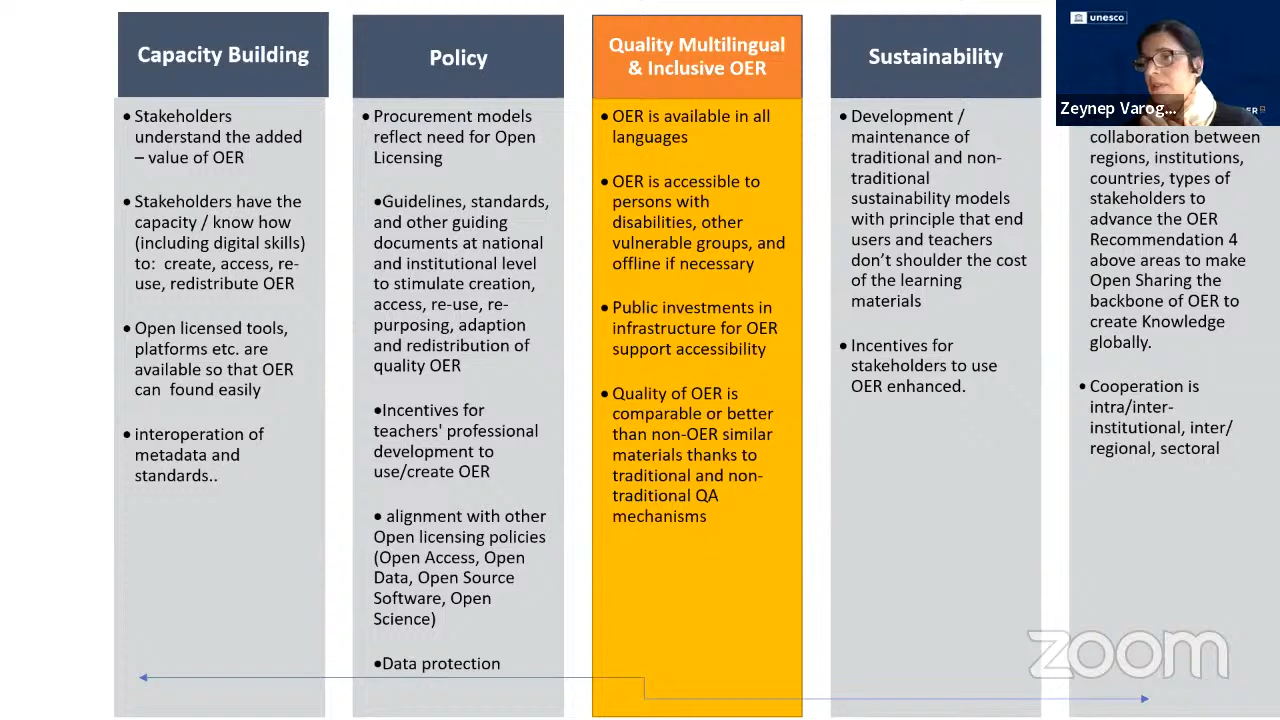 Capacity Building
• Stakeholders
understand the added
– value of OER
• Stakeholders have the
capacity / know how
(including digital skills)
to: create, access, re-
use, redistribute OER
• Open licensed tools,
platforms etc. are
available so that OER
can found easily
• interoperation of
metadata and
standards..
Policy
• Procurement models
reflect need for Open
Licensing
•Guidelines, standards,
and other guiding
documents at national
and institutional level
to stimulate creation,
access, re-use, re-
purposing, adaption
and redistribution of
quality OER
•Incentives for
teachers' professional
development to
use/create OER
• alignment with other
Open licensing policies
(Open Access, Open
Data, Open Source
Software, Open
Science)
•Data protection
Quality Multilingual
& Inclusive OER
• OER is available in all
languages
• OER is accessible to
persons with
disabilities, other
vulnerable groups, and
offline if necessary
• Public investments in
infrastructure for OER
support accessibility
• Quality of OER is
comparable or better
than non-OER similar
materials thanks to
traditional and non-
traditional QA
mechanisms
Sustainability
• Development /
maintenance of
traditional and non-
traditional
sustainability models
with principle that end
users and teachers
don't shoulder the cost
of the learning
materials
• Incentives for
stakeholders to use
OER enhanced.
unesco
Zeynep Varog...
collaboration between
regions, institutions,
countries, types of
stakeholders to
advance the OER
Recommendation 4
above areas to make
Open Sharing the
backbone of OER to
create Knowledge
globally.
• Cooperation is
intra/inter-
institutional, inter/
regional, sectoral
zoom